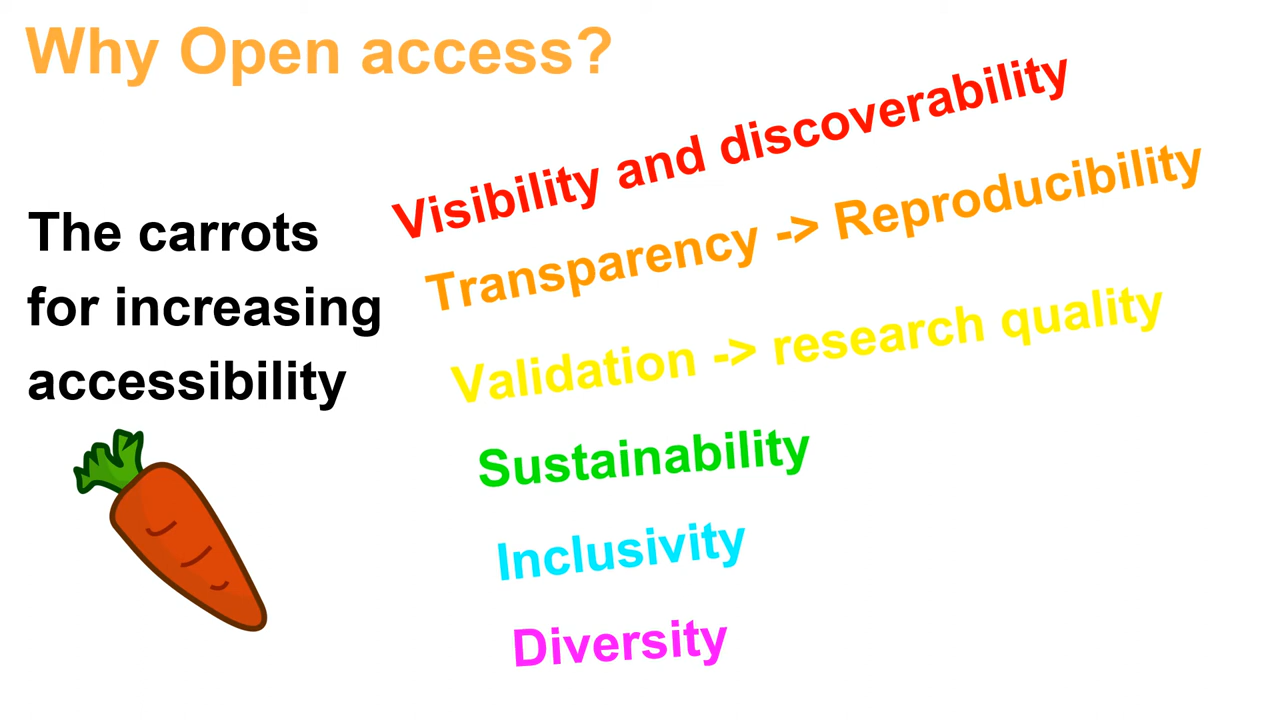 Why Open access?
The carrots
for increasing
accessibility
Visibility and discoverability
Transparency -> Reproducibility
Validation -> research quality
Sustainability
Inclusivity
Diversity